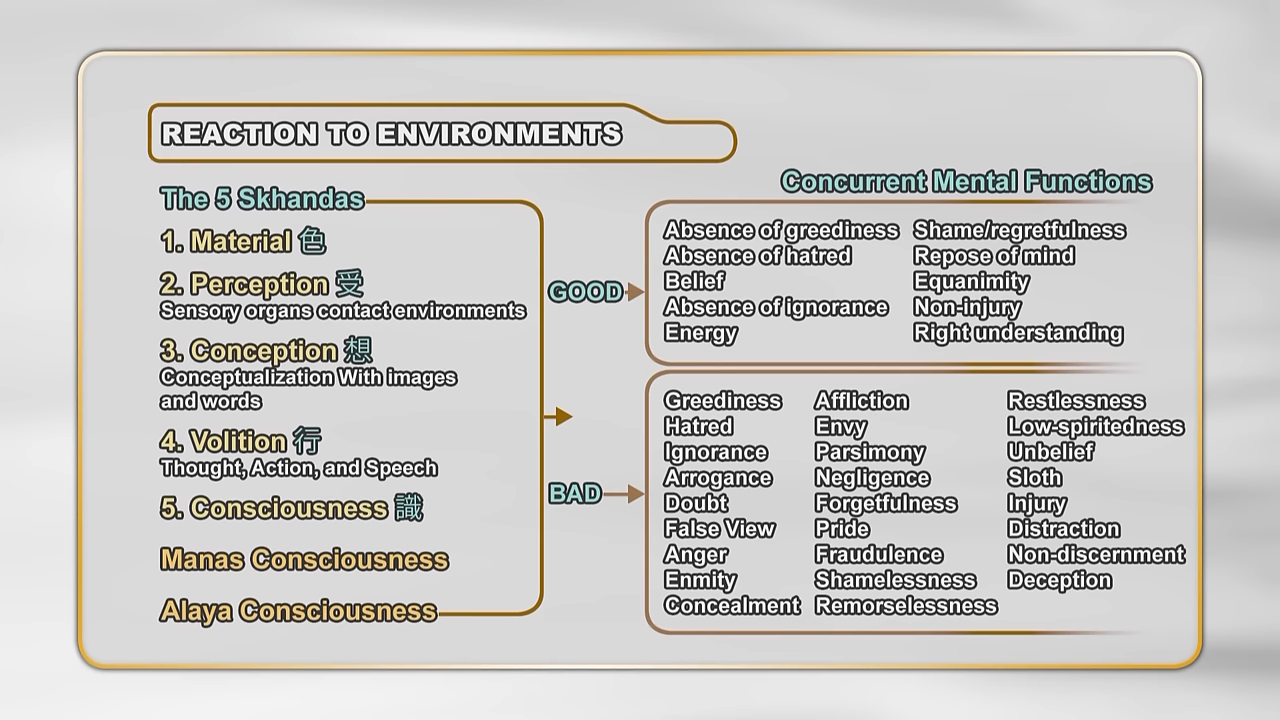 REACTION TO ENVIRONMENTS
The 5 Skhandas
1. Material 色
2. Perception 受
Sensory organs contact environments
3. Conception 想
Conceptualization With images
and words
4. Volition 行
Thought, Action, and Speech
5. Consciousness 識
Manas Consciousness
Alaya Consciousness
Concurrent Mental Functions
GOOD
Absence of greediness
Absence of hatred
Belief
Absence of ignorance
Energy
Shame/regretfulness
Repose of mind
Equanimity
Non-injury
Right understanding
BAD
Greediness
Hatred
Ignorance
Arrogance
Doubt
False View
Anger
Enmity
Concealment
Affliction
Envy
Parsimony
Negligence
Forgetfulness
Pride
Fraudulence
Shamelessness
Remorselessness
Restlessness
Low-spiritedness
Unbelief
Sloth
Injury
Distraction
Non-discernment
Deception